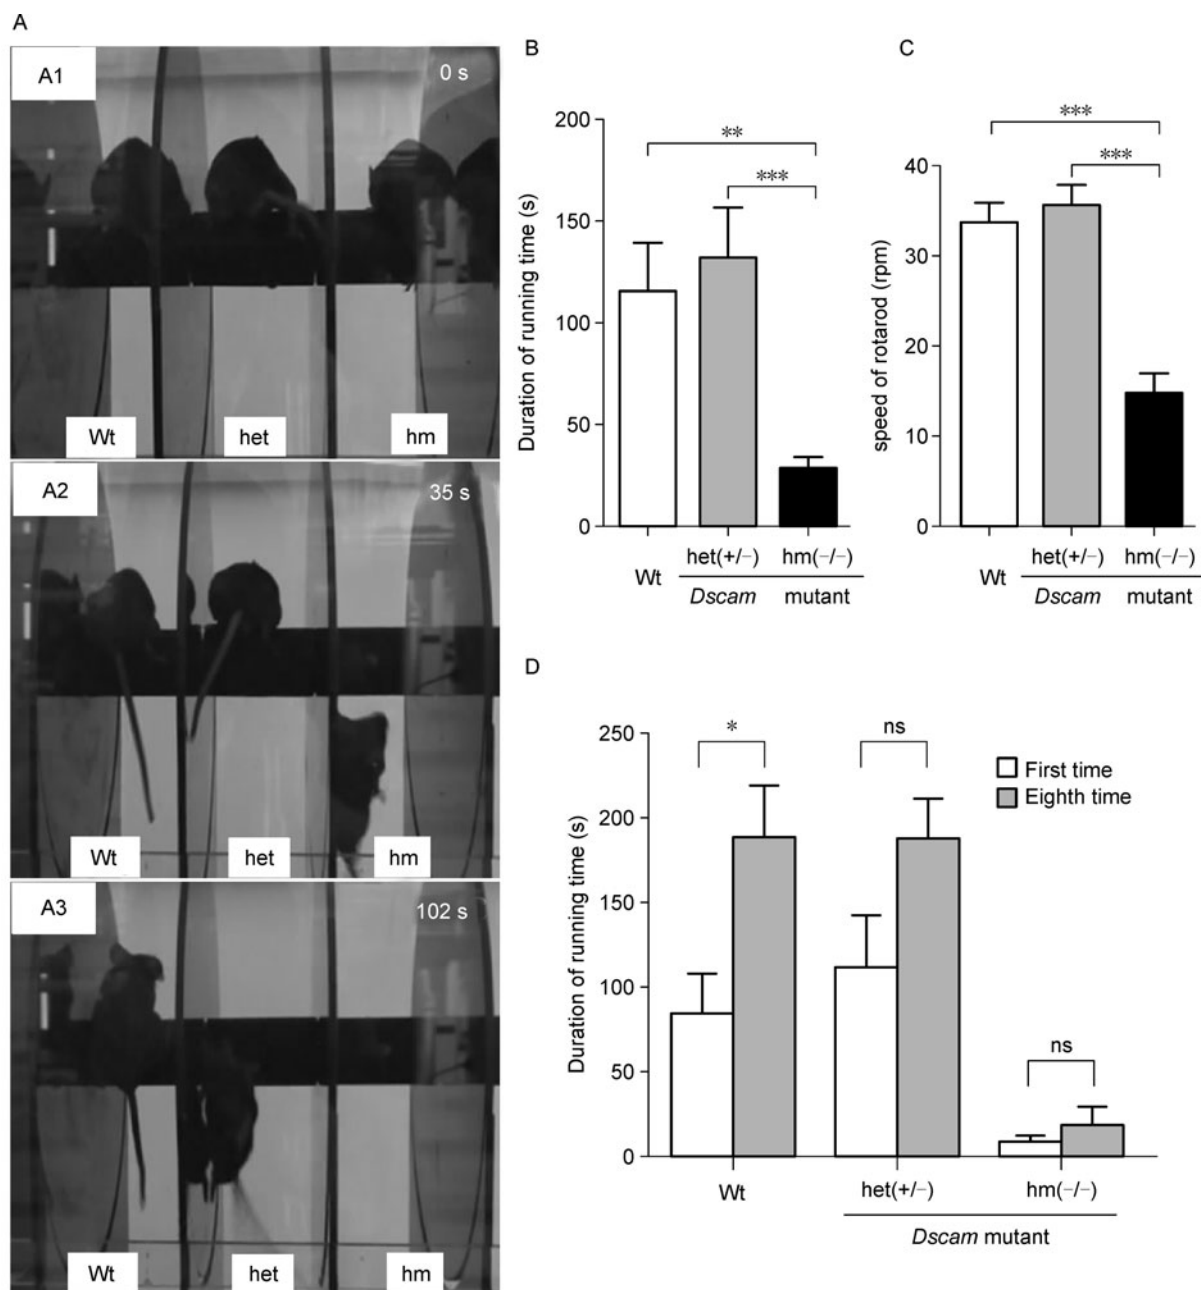 A
A1
0 s
Wt
het
hm
A2
35 s
Wt
het
hm
A3
102 s
Wt
het
hm
B
Duration of running time (s)
200
150
100
50
0
**
***
Wt
het(+/−)
hm(−/−)
Dscam mutant
C
speed of rotarod (rpm)
40
30
20
10
0
***
***
Wt
het(+/−)
hm(−/−)
Dscam mutant
D
Duration of running time (s)
250
200
150
100
50
0
*
ns
ns
First time
Eighth time
Wt
het(+/−)
hm(−/−)
Dscam mutant